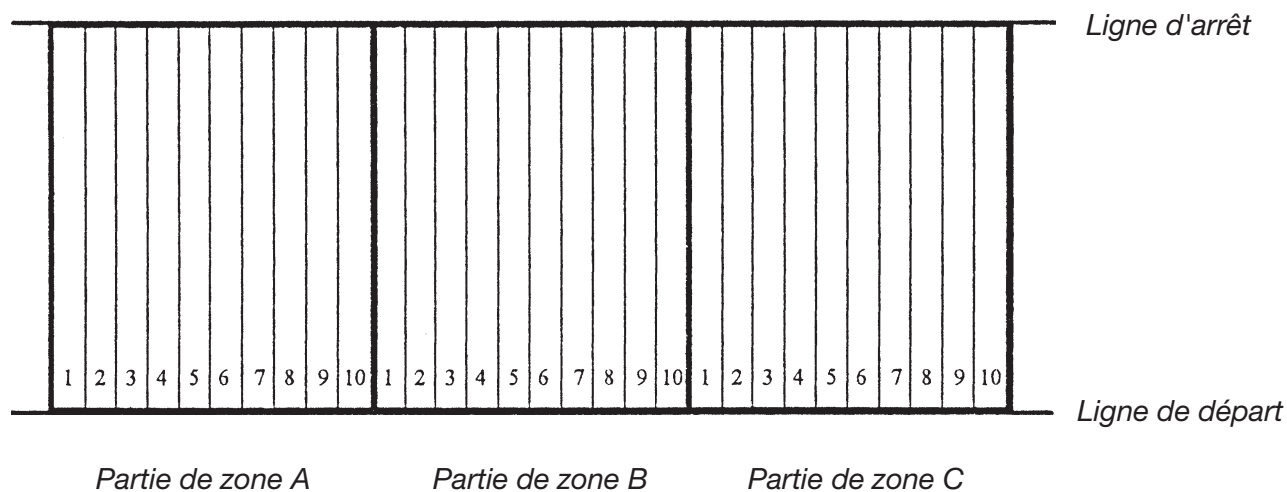 Ligne d'arrêt
1 2 3 4 5 6 7 8 9 10 1 2 3 4 5 6 7 8 9 10 1 2 3 4 5 6 7 8 9 10
Ligne de départ
Partie de zone A Partie de zone B Partie de zone C